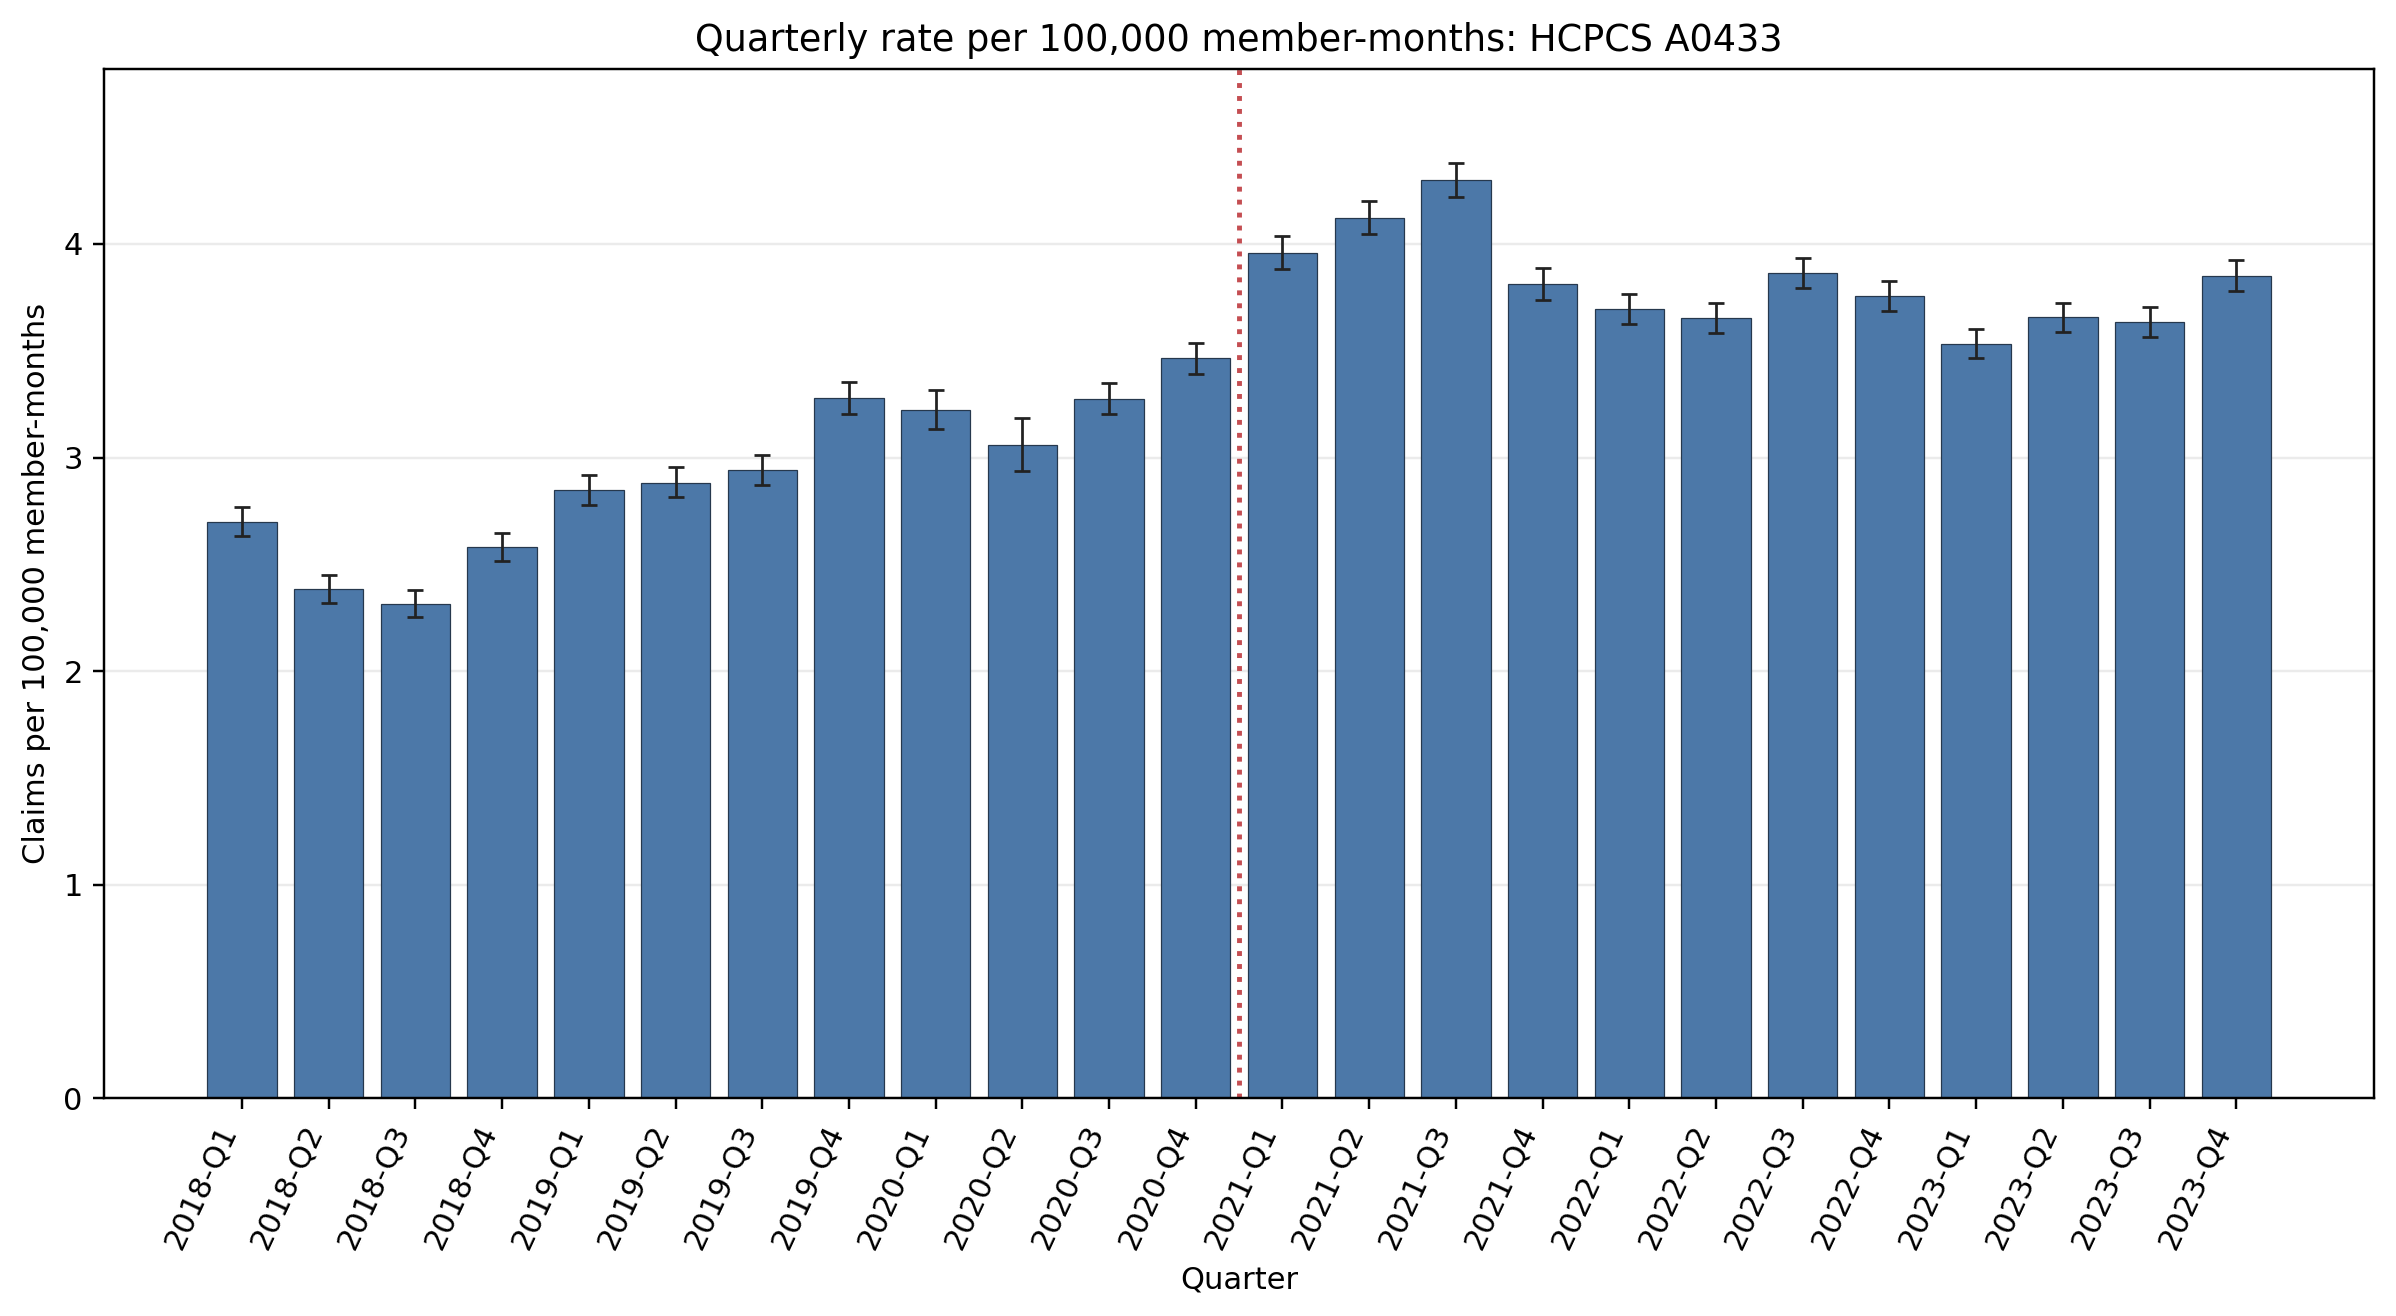 Quarterly rate per 100,000 member-months: HCPCS A0433
Claims per 100,000 member-months
4
3
2
1
0
2018-Q1
2018-Q2
2018-Q3
2018-Q4
2019-Q1
2019-Q2
2019-Q3
2019-Q4
2020-Q1
2020-Q2
2020-Q3
2020-Q4
2021-Q1
2021-Q2
2021-Q3
2021-Q4
2022-Q1
2022-Q2
2022-Q3
2022-Q4
2023-Q1
2023-Q2
2023-Q3
2023-Q4
Quarter